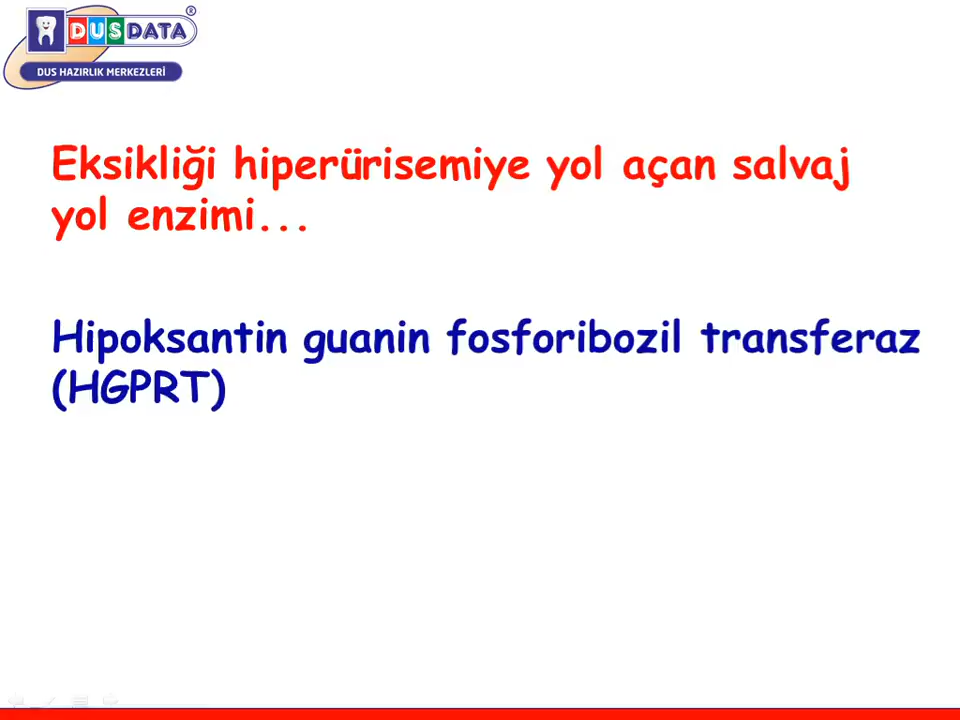 DUSDATA ®
DUS HAZIRLIK MERKEZLERİ
Eksikliği hiperürisemiye yol açan salvaj
yol enzimi...
Hipoksantin guanin fosforibozil transferaz
(HGPRT)